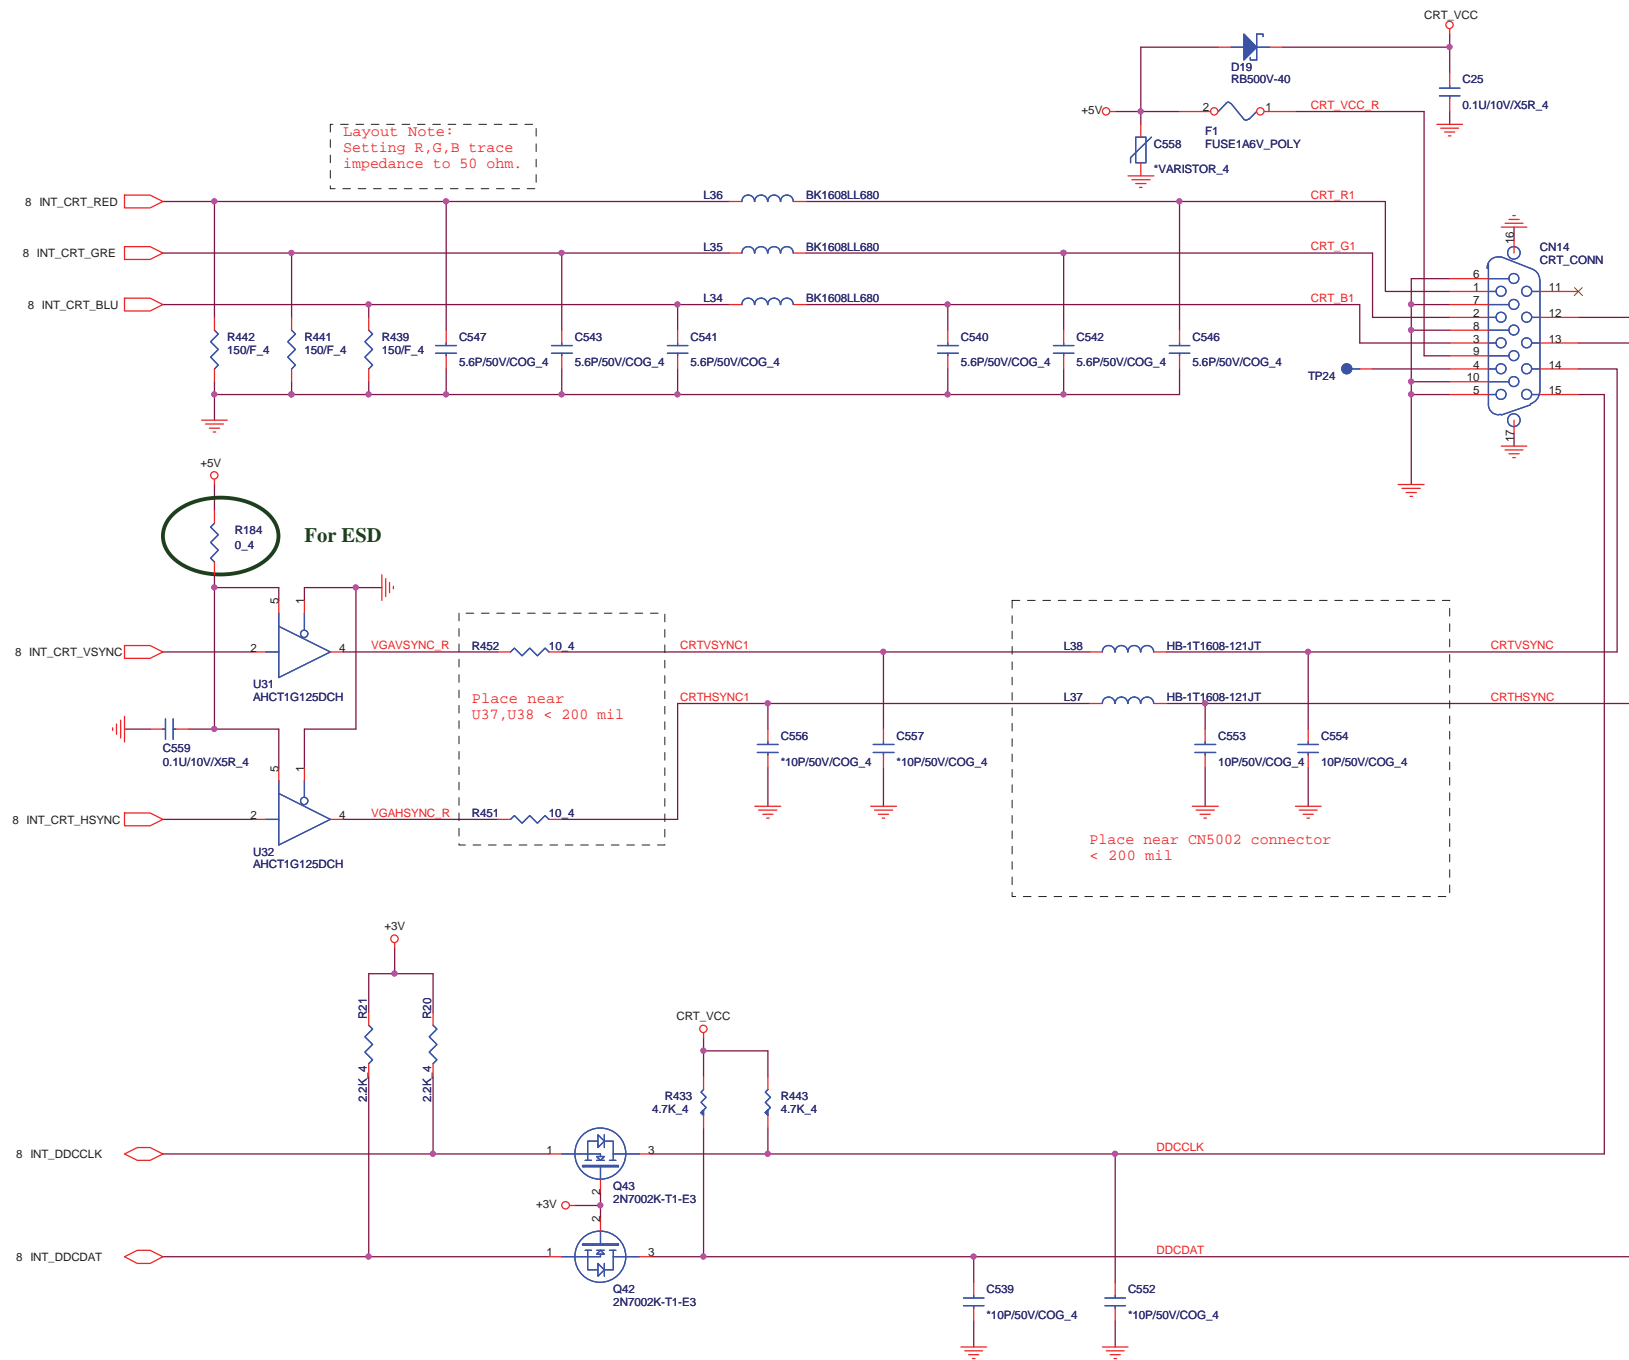 CRT_VCC
D19
RB500V-40
C25
0.1U/10V/X5R_4
+5V
2
1
CRT_VCC_R
F1
FUSE1A6V_POLY
C558
*VARISTOR_4
Layout Note:
Setting R,G,B trace
impedance to 50 ohm.
8 INT_CRT_RED
L36
BK1608LL680
CRT_R1
8 INT_CRT_GRE
L35
BK1608LL680
CRT_G1
8 INT_CRT_BLU
L34
BK1608LL680
CRT_B1
R442
150/F_4
R441
150/F_4
R439
150/F_4
C547
5.6P/50V/COG_4
C543
5.6P/50V/COG_4
C541
5.6P/50V/COG_4
C540
5.6P/50V/COG_4
C542
5.6P/50V/COG_4
C546
5.6P/50V/COG_4
TP24
16
CN14
CRT_CONN
6
1
7
2
8
3
9
4
10
5
11
12
13
14
15
17
+5V
R184
0_4
For ESD
5
1
8 INT_CRT_VSYNC
2
4
VGAVSYNC_R
R452
10_4
CRTVSYNC1
L38
HB-1T1608-121JT
CRTVSYNC
U31
AHCT1G125DCH
Place near
U37,U38 < 200 mil
CRTHSYNC1
L37
HB-1T1608-121JT
CRTHSYNC
C559
0.1U/10V/X5R_4
C556
*10P/50V/COG_4
C557
*10P/50V/COG_4
C553
10P/50V/COG_4
C554
10P/50V/COG_4
5
1
8 INT_CRT_HSYNC
2
4
VGAHSYNC_R
R451
10_4
U32
AHCT1G125DCH
Place near CN5002 connector
< 200 mil
+3V
R21
2.2K_4
R20
2.2K_4
CRT_VCC
R433
4.7K_4
R443
4.7K_4
8 INT_DDCCLK
1
3
DDCCLK
Q43
2N7002K-T1-E3
2
+3V
2
8 INT_DDCDAT
1
3
DDCDAT
Q42
2N7002K-T1-E3
C539
*10P/50V/COG_4
C552
*10P/50V/COG_4